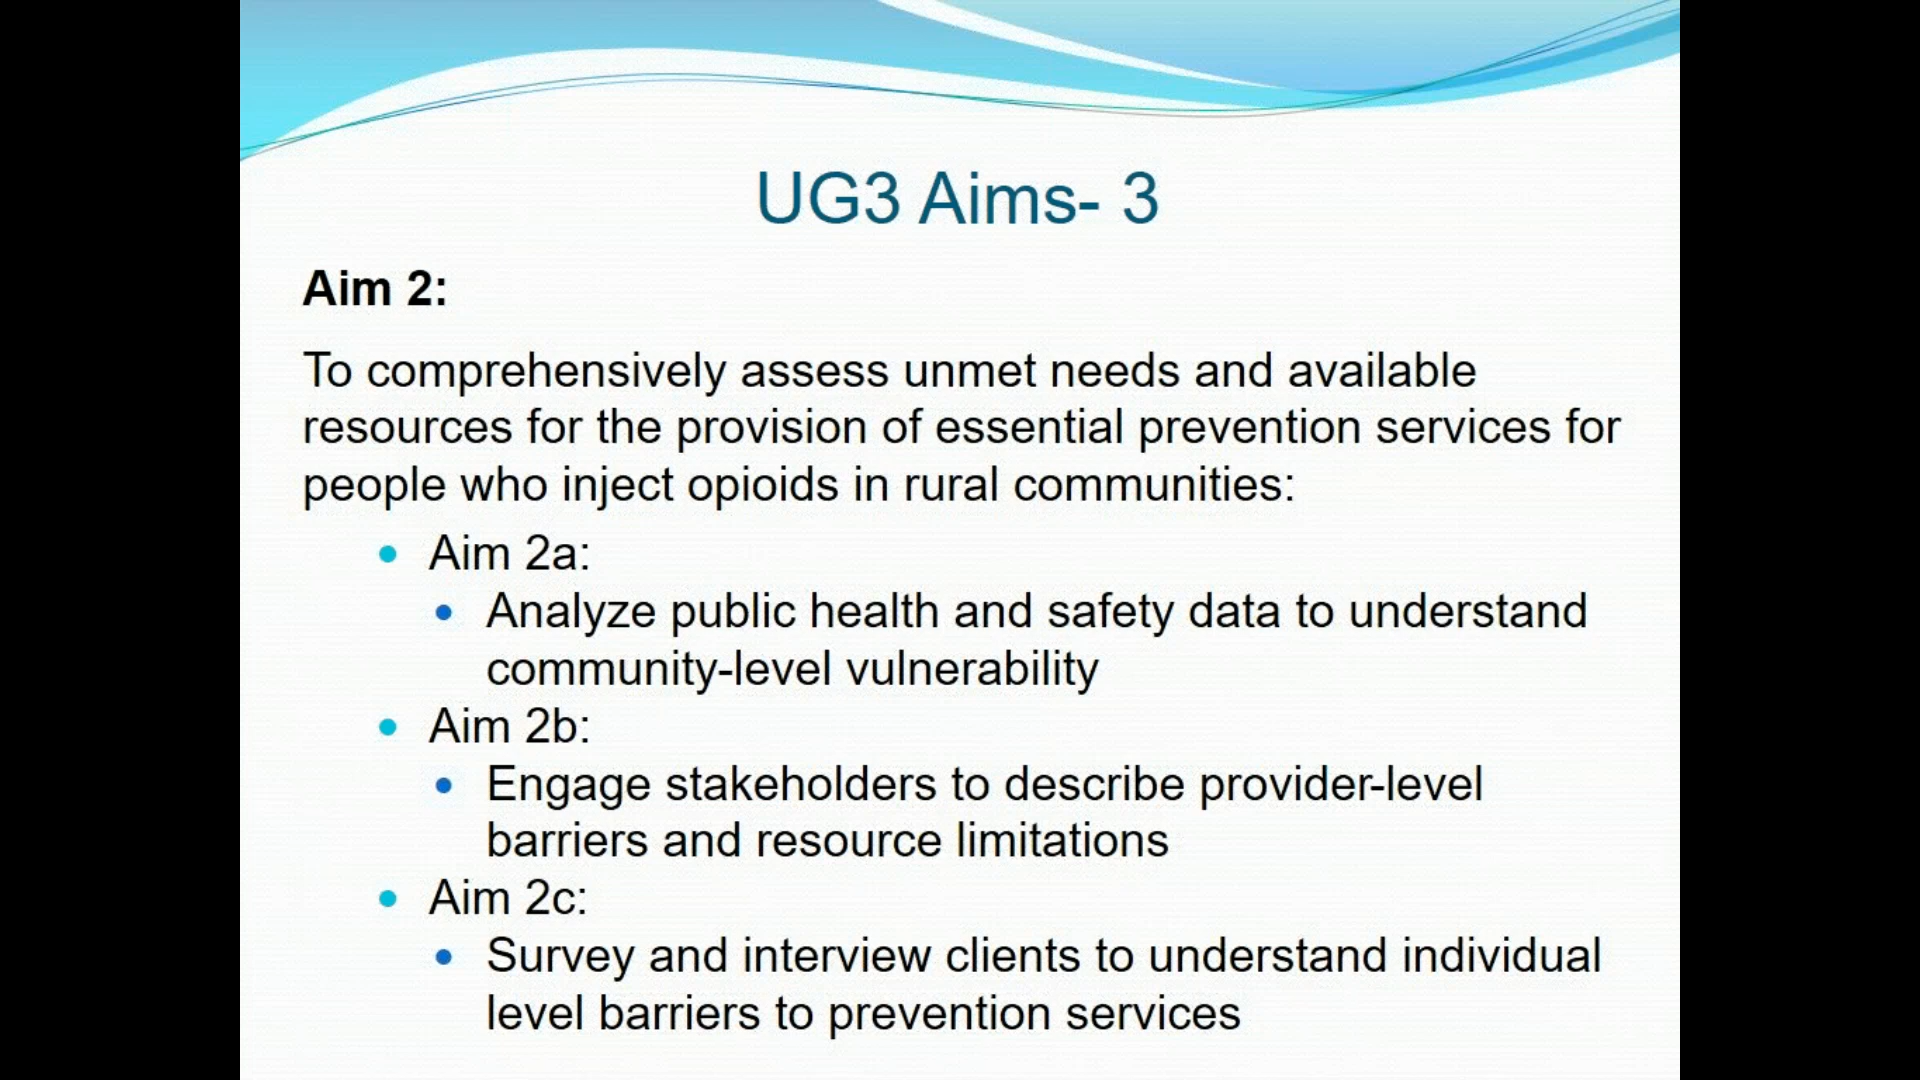 UG3 Aims- 3
Aim 2:
To comprehensively assess unmet needs and available
resources for the provision of essential prevention services for
people who inject opioids in rural communities:
• Aim 2a:
• Analyze public health and safety data to understand
community-level vulnerability
• Aim 2b:
• Engage stakeholders to describe provider-level
barriers and resource limitations
• Aim 2c:
• Survey and interview clients to understand individual
level barriers to prevention services